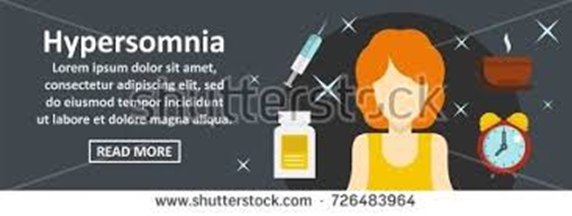 Hypersomnia
Lorem ipsum dolor sit amet,
consectetur adipiscing elit, sed
do eiusmod tempor incididunt
ut labore et dolore magna aliqua.
READ MORE
shutterstock
www.shutterstock.com · 726483964